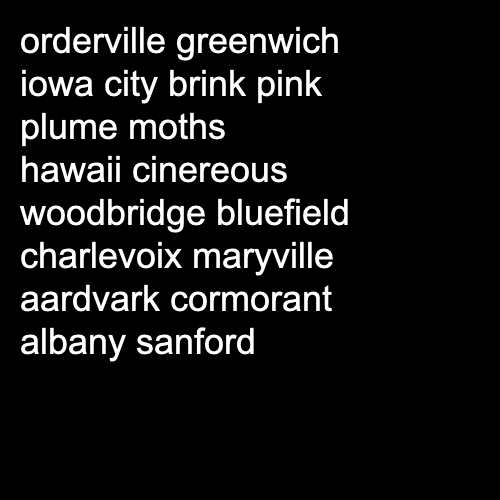 orderville greenwich
iowa city brink pink
plume moths
hawaii cinereous
woodbridge bluefield
charlevoix maryville
aardvark cormorant
albany sanford